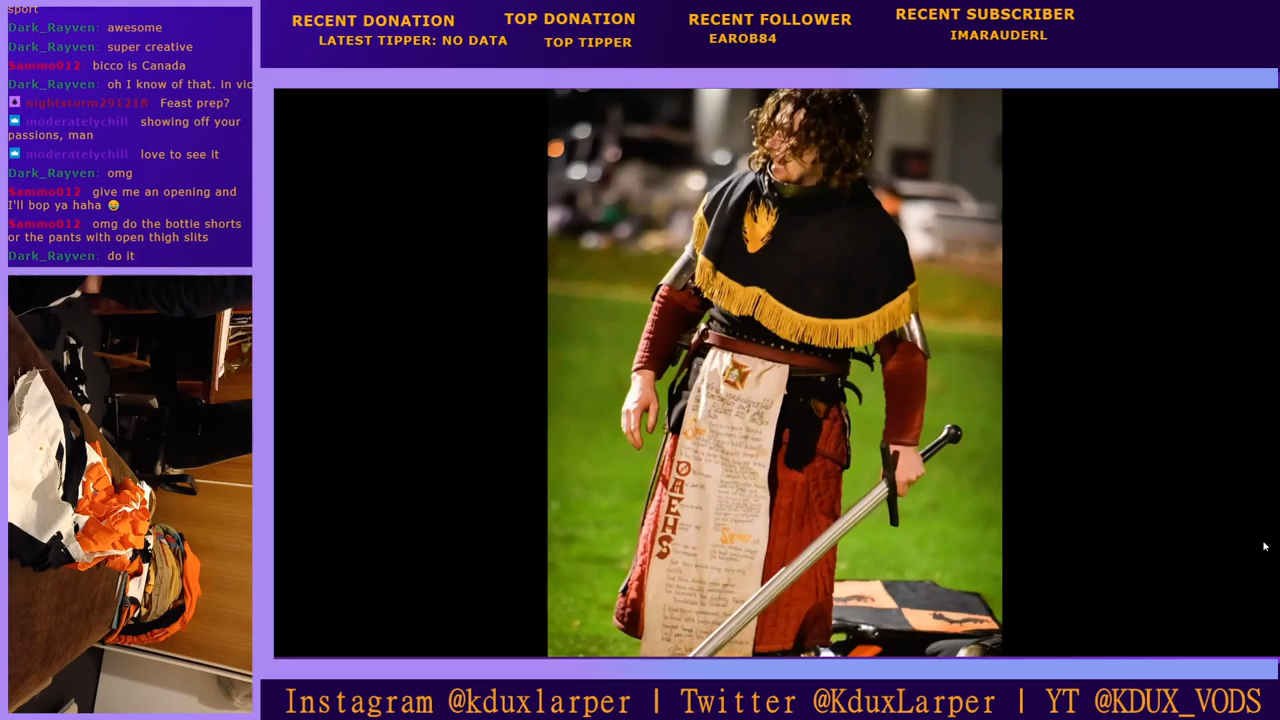 sport
Dark_Rayven: awesome
Dark_Rayven: super creative
Sammo012 bicco is Canada
Dark_Rayven: oh I know of that. in vic
nightstorm291218 Feast prep?
moderatelychill showing off your
passions, man
moderatelychill love to see it
Dark_Rayven: omg
Sammo012 give me an opening and
I'll bop ya haha 😄
Sammo012 omg do the bottie shorts
or the pants with open thigh slits
Dark_Rayven: do it
RECENT DONATION
LATEST TIPPER: NO DATA
TOP DONATION
TOP TIPPER
RECENT FOLLOWER
EAROB84
RECENT SUBSCRIBER
IMARAUDERL
Instagram @kduxlarper | Twitter @KduxLarper | YT @KDUX_VODS